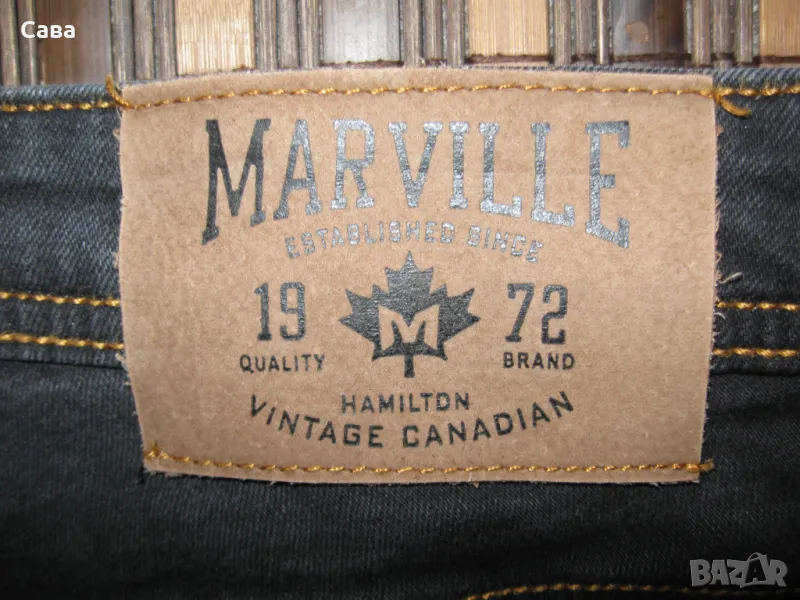 Сава
MARVILLE
ESTABLISHED SINCE
19 M 72
QUALITY BRAND
HAMILTON
VINTAGE CANADIAN
BAZAR